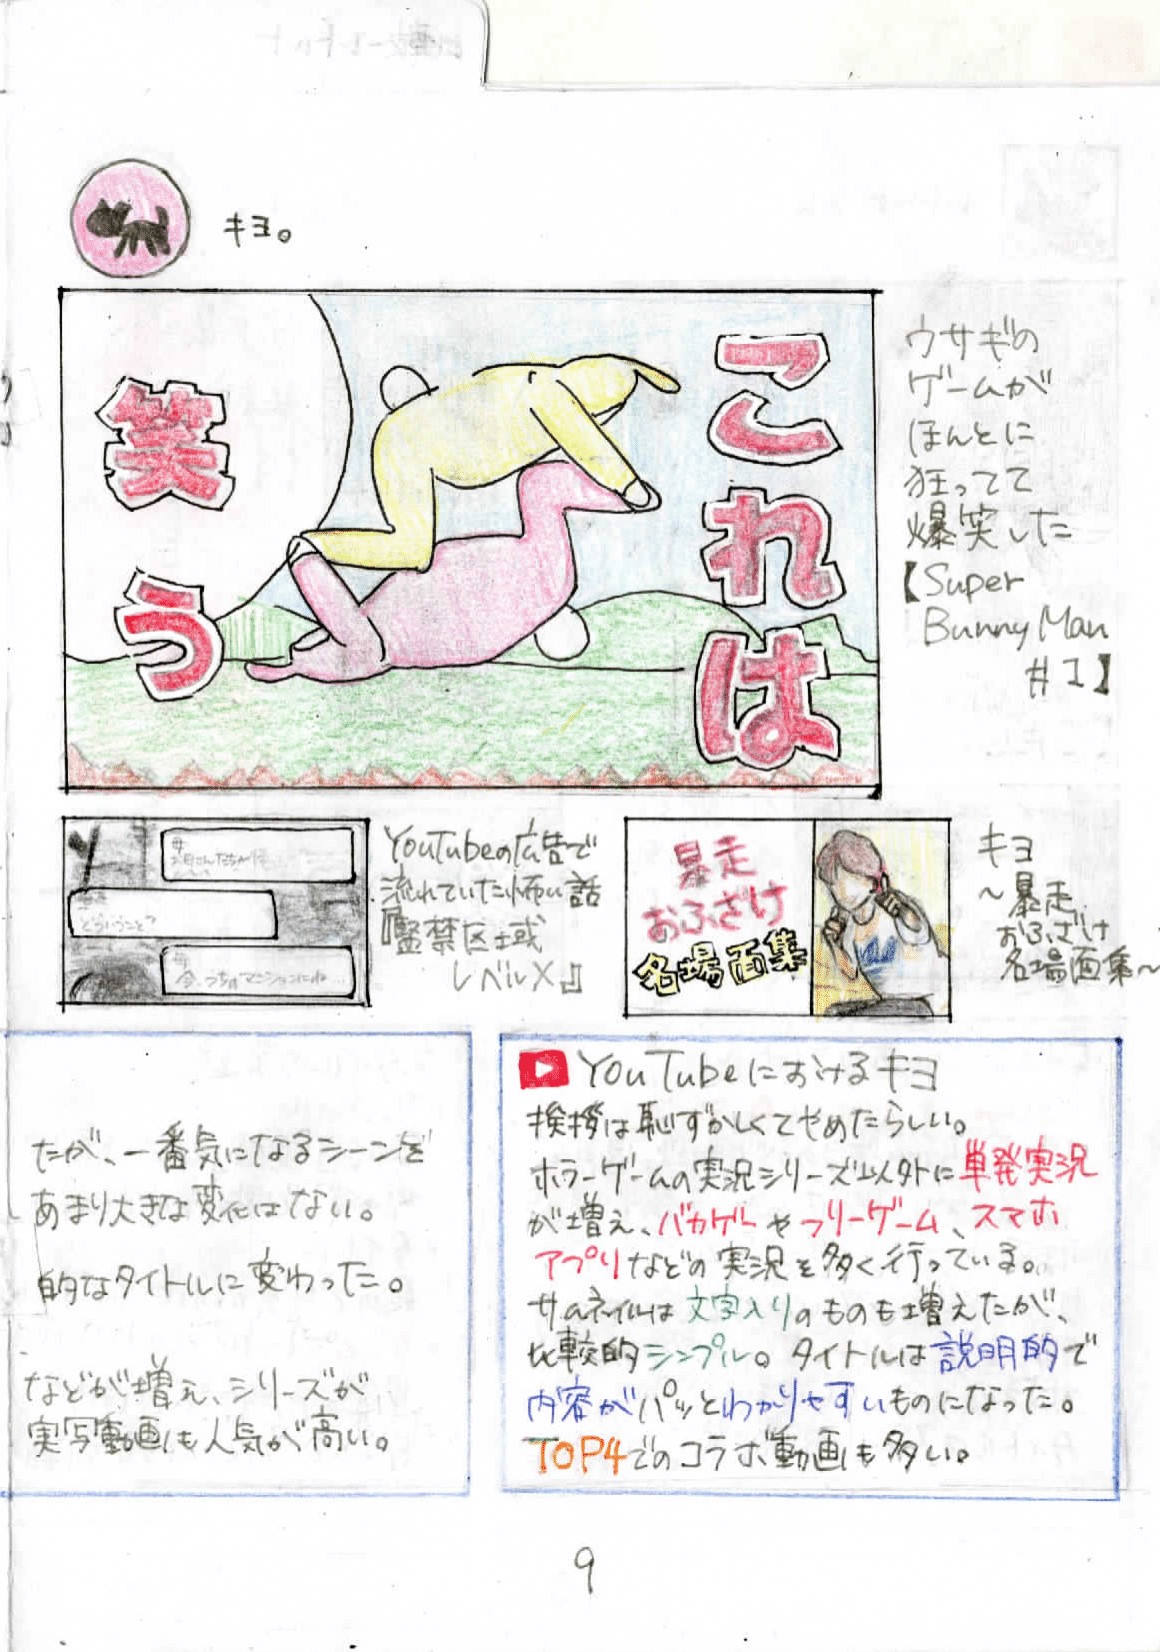 キヨ。
これは
笑う
ウサギの
ゲームが
ほんとに
狂ってて
爆笑した
【Super
Bunny Man
#1】
母
どういうこと?
母
今、うちのマンションにね…
YouTubeの広告で
流れていた怖い話
『監禁区域
レベルX』
暴走
おふざけ
名場面集
キヨ
~暴走
おふざけ
名場面集~
たが、一番気になるシーンを
あまり大きな変化はない。
的なタイトルに変わった。
などが増え、シリーズが
実写動画も人気が高い。
YouTubeにおけるキヨ
挨拶は恥ずかしくてやめたらしい。
ホラーゲームの実況シリーズ以外に単発実況
が増え、バカゲーやフリーゲーム、スマホ
アプリなどの実況を多く行っている。
サムネイルは文字入りのものも増えたが、
比較的シンプル。タイトルは説明的で
内容がパッとわかりやすいものになった。
TOP4でのコラボ動画も多い。
9